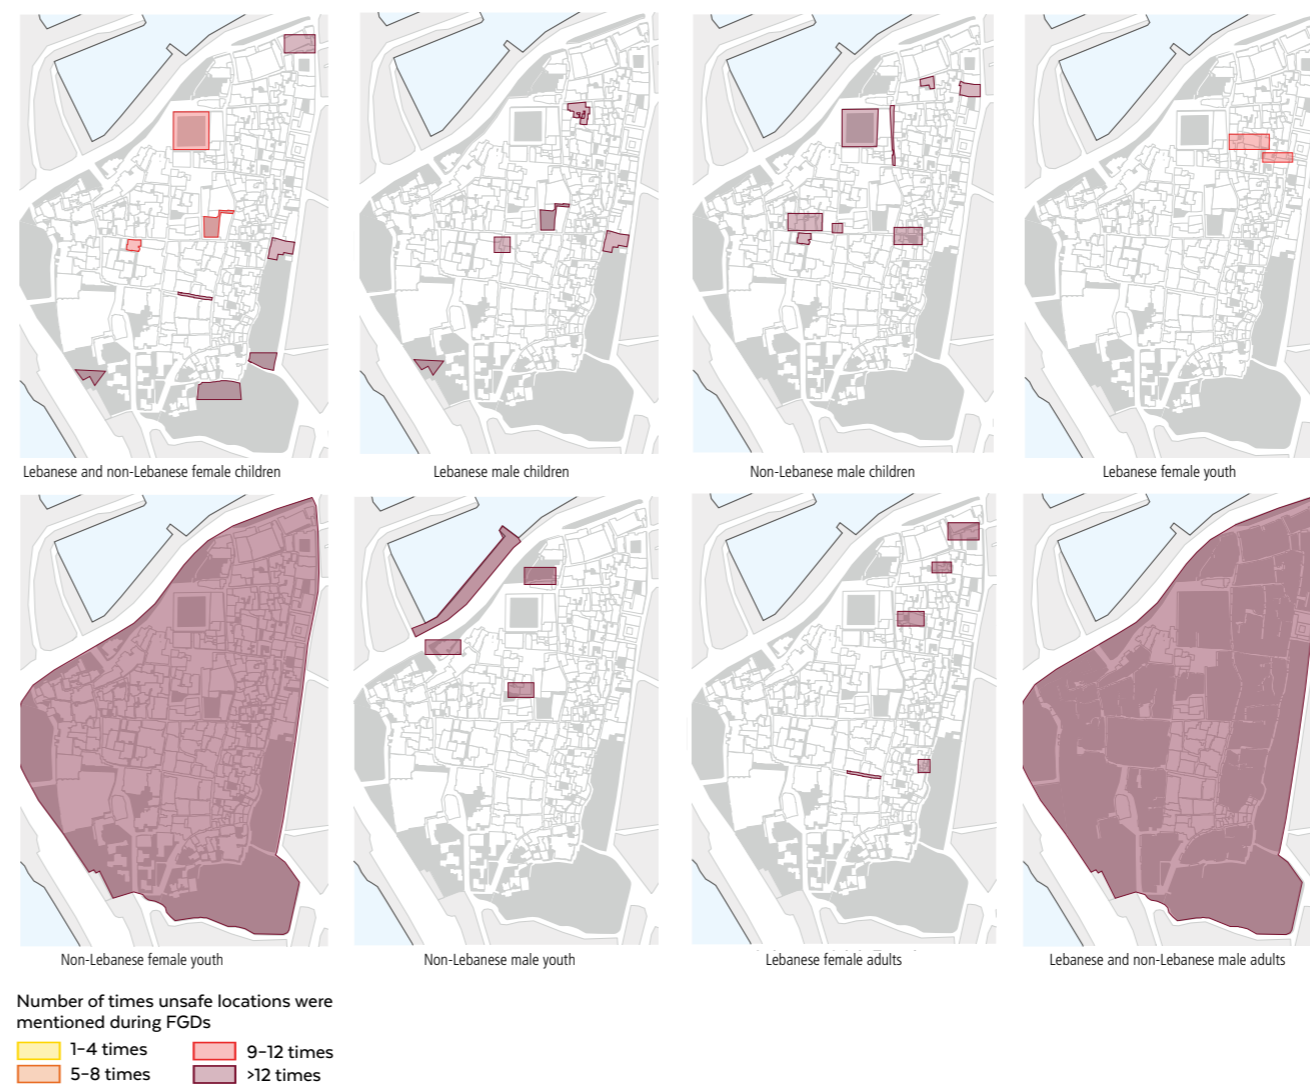 Lebanese and non-Lebanese female children
Lebanese male children
Non-Lebanese male children
Lebanese female youth
Non-Lebanese female youth
Non-Lebanese male youth
Lebanese female adults
Lebanese and non-Lebanese male adults
Number of times unsafe locations were
mentioned during FGDs
1–4 times
9–12 times
5–8 times
>12 times